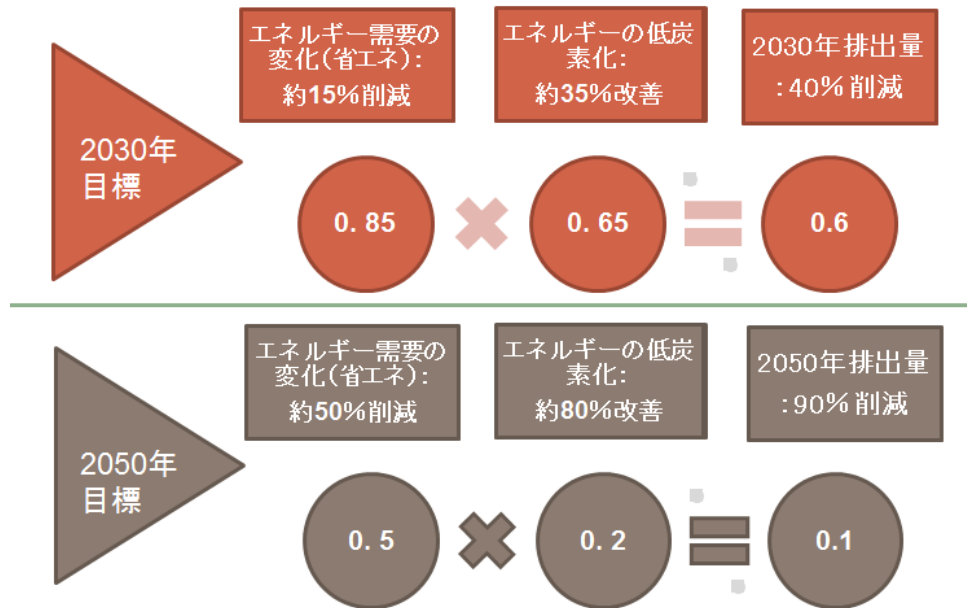 2030年
目標
エネルギー需要の
変化(省エネ):
約15%削減
エネルギーの低炭
素化:
約35%改善
2030年排出量
:40%削減
0. 85
×
0. 65
≒
0.6
2050年
目標
エネルギー需要の
変化(省エネ):
約50%削減
エネルギーの低炭
素化:
約80%改善
2050年排出量
:90%削減
0. 5
×
0. 2
≒
0.1